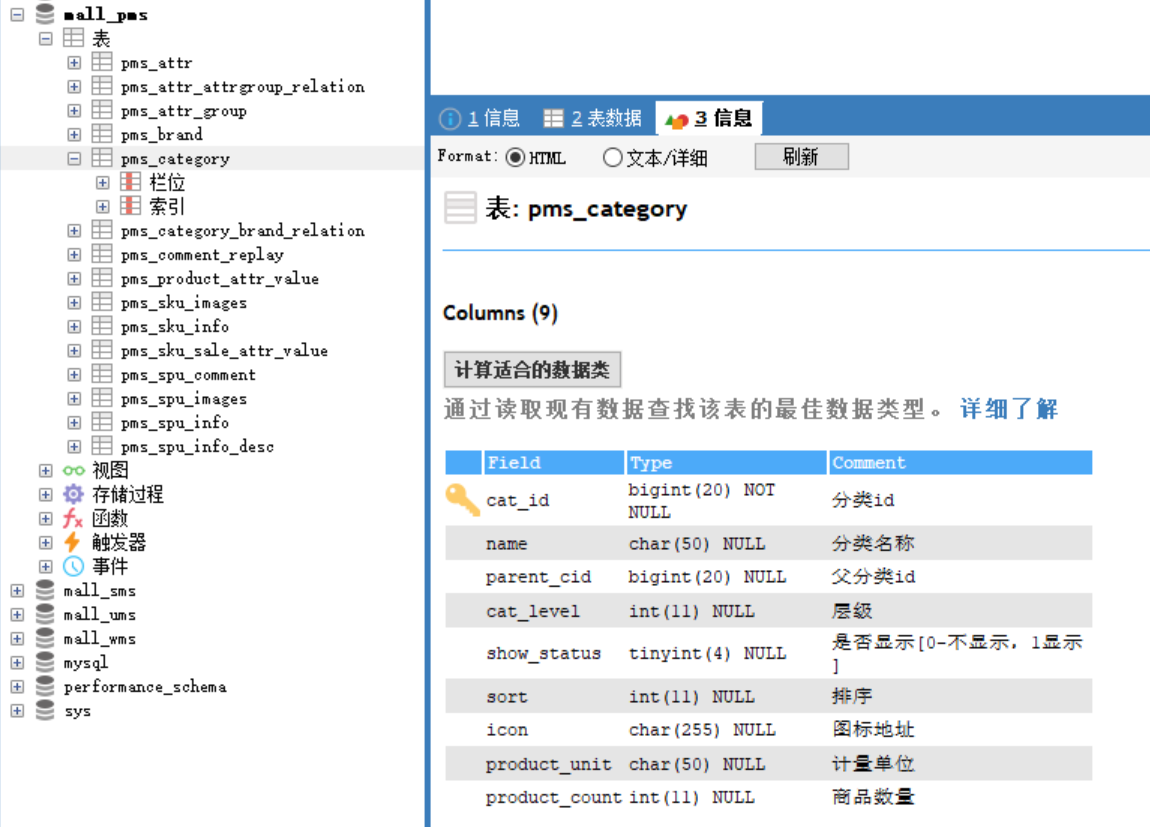 mall_pms
表
pms_attr
pms_attr_attrgroup_relation
pms_attr_group
pms_brand
pms_category
栏位
索引
pms_category_brand_relation
pms_comment_replay
pms_product_attr_value
pms_sku_images
pms_sku_info
pms_sku_sale_attr_value
pms_spu_comment
pms_spu_images
pms_spu_info
pms_spu_info_desc
视图
存储过程
函数
触发器
事件
mall_sms
mall_ums
mall_wms
mysql
performance_schema
sys
1 信息 2 表数据 3 信息
Format: HTML 文本/详细 刷新
表: pms_category
Columns (9)
计算适合的数据类
通过读取现有数据查找该表的最佳数据类型。 详细了解
Field Type Comment
cat_id bigint(20) NOT NULL 分类id
name char(50) NULL 分类名称
parent_cid bigint(20) NULL 父分类id
cat_level int(11) NULL 层级
show_status tinyint(4) NULL 是否显示[0-不显示，1显示]
sort int(11) NULL 排序
icon char(255) NULL 图标地址
product_unit char(50) NULL 计量单位
product_count int(11) NULL 商品数量